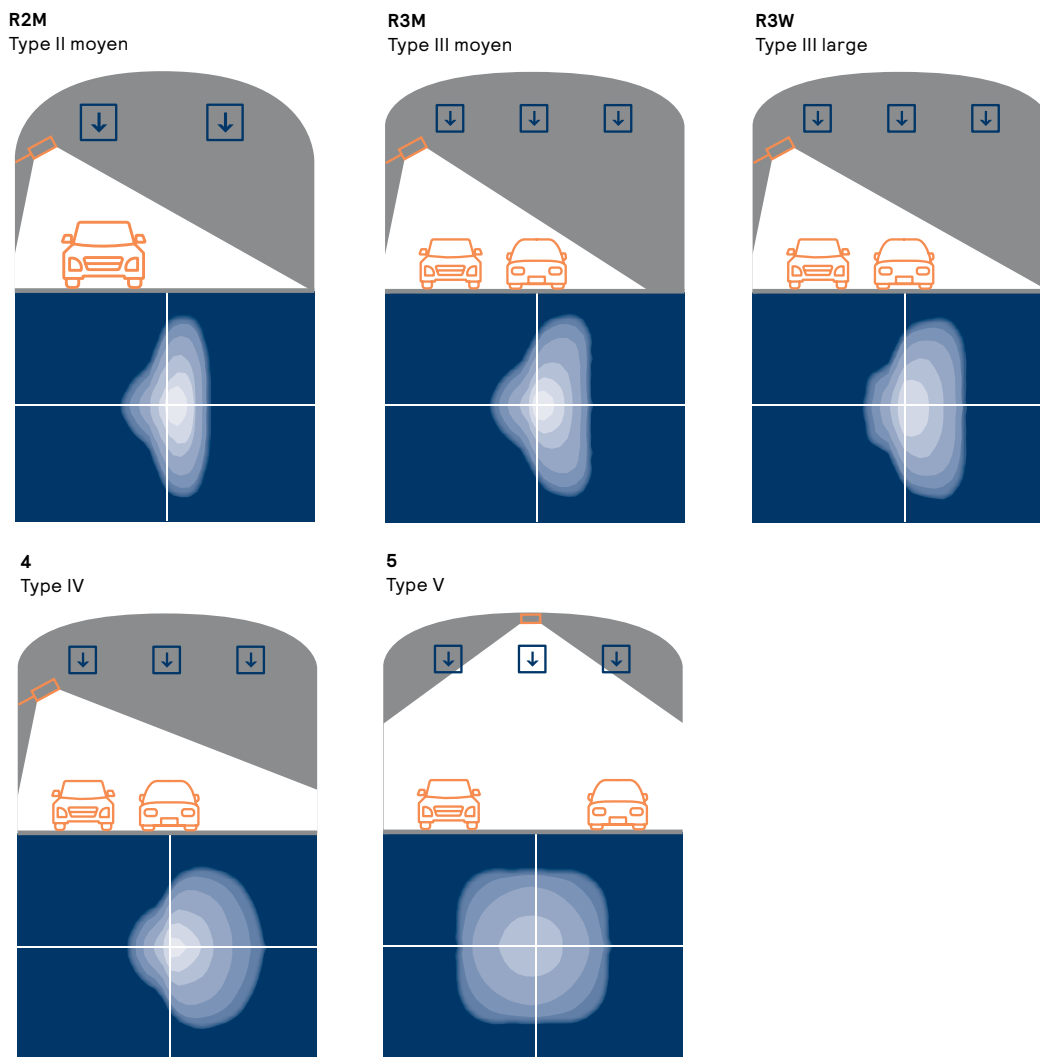 R2M
Type II moyen
R3M
Type III moyen
R3W
Type III large
4
Type IV
5
Type V